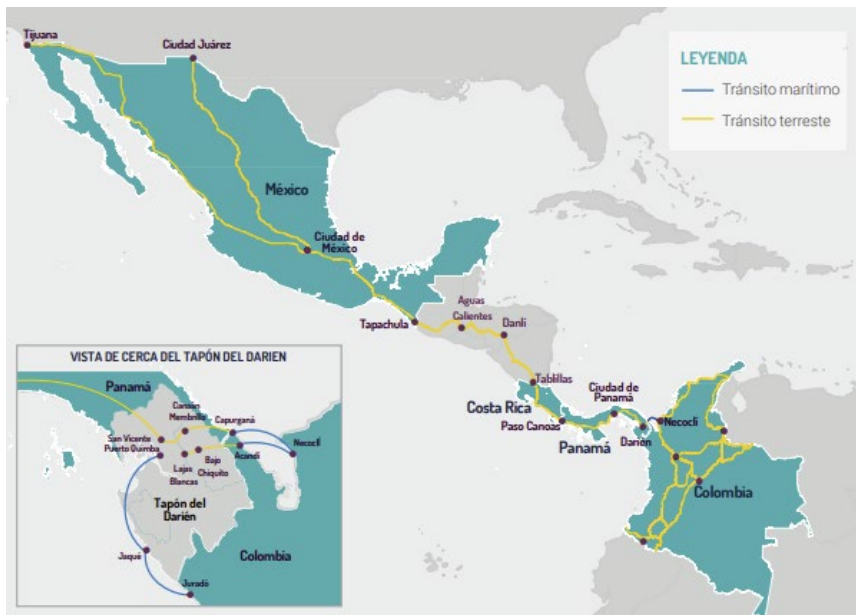 Tijuana
Ciudad Juárez
LEYENDA
Tránsito marítimo
Tránsito terreste
México
Ciudad de
México
Tapachula
Aguas
Calientes
Danlí
Tablillas
Costa Rica
Paso Canoas
Ciudad de
Panamá
Panamá
Darién
Necoclí
Colombia
VISTA DE CERCA DEL TAPÓN DEL DARIEN
Panamá
Canaán
Membrillo
Capurganá
San Vicente
Puerto Quimba
Acandí
Necoclí
Lajas
Blancas
Bajo
Chiquito
Tapón del
Darién
Colombia
Jaqué
Juradó